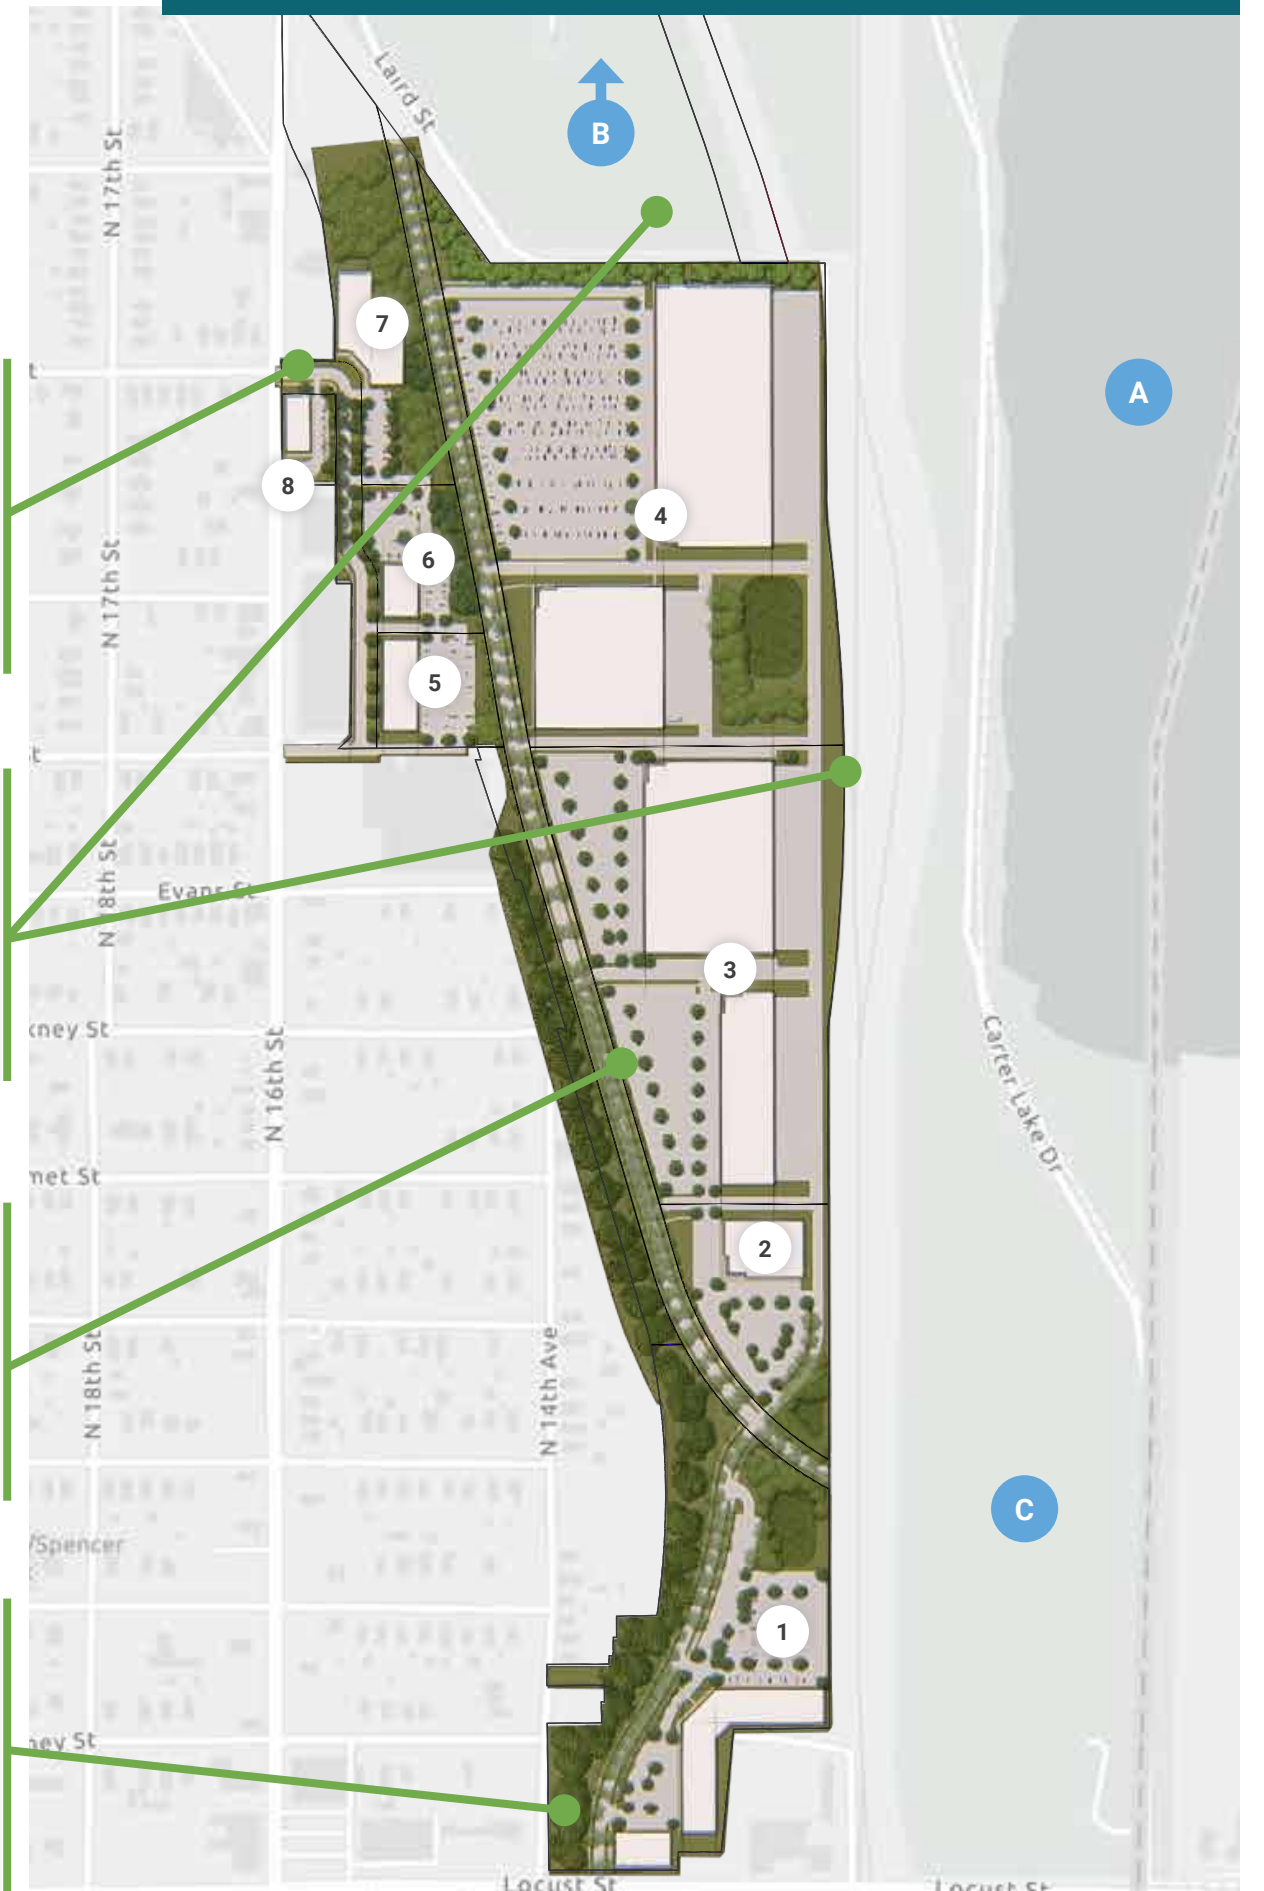 Laird St
B
N 17th St
7
A
8
4
6
N 17th St
5
Evans St
N 18th St
3
kney St
N 16th St
Carter Lake Dr
met St
2
N 18th St
N 14th Ave
C
/Spencer
1
ney St
Locust St
Locust St